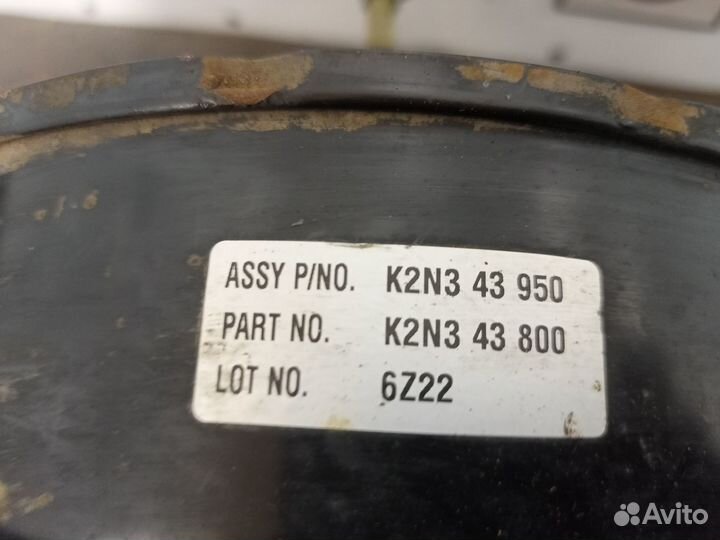 ASSY P/NO. K2N3 43 950
PART NO. K2N3 43 800
LOT NO. 6Z22
Avito